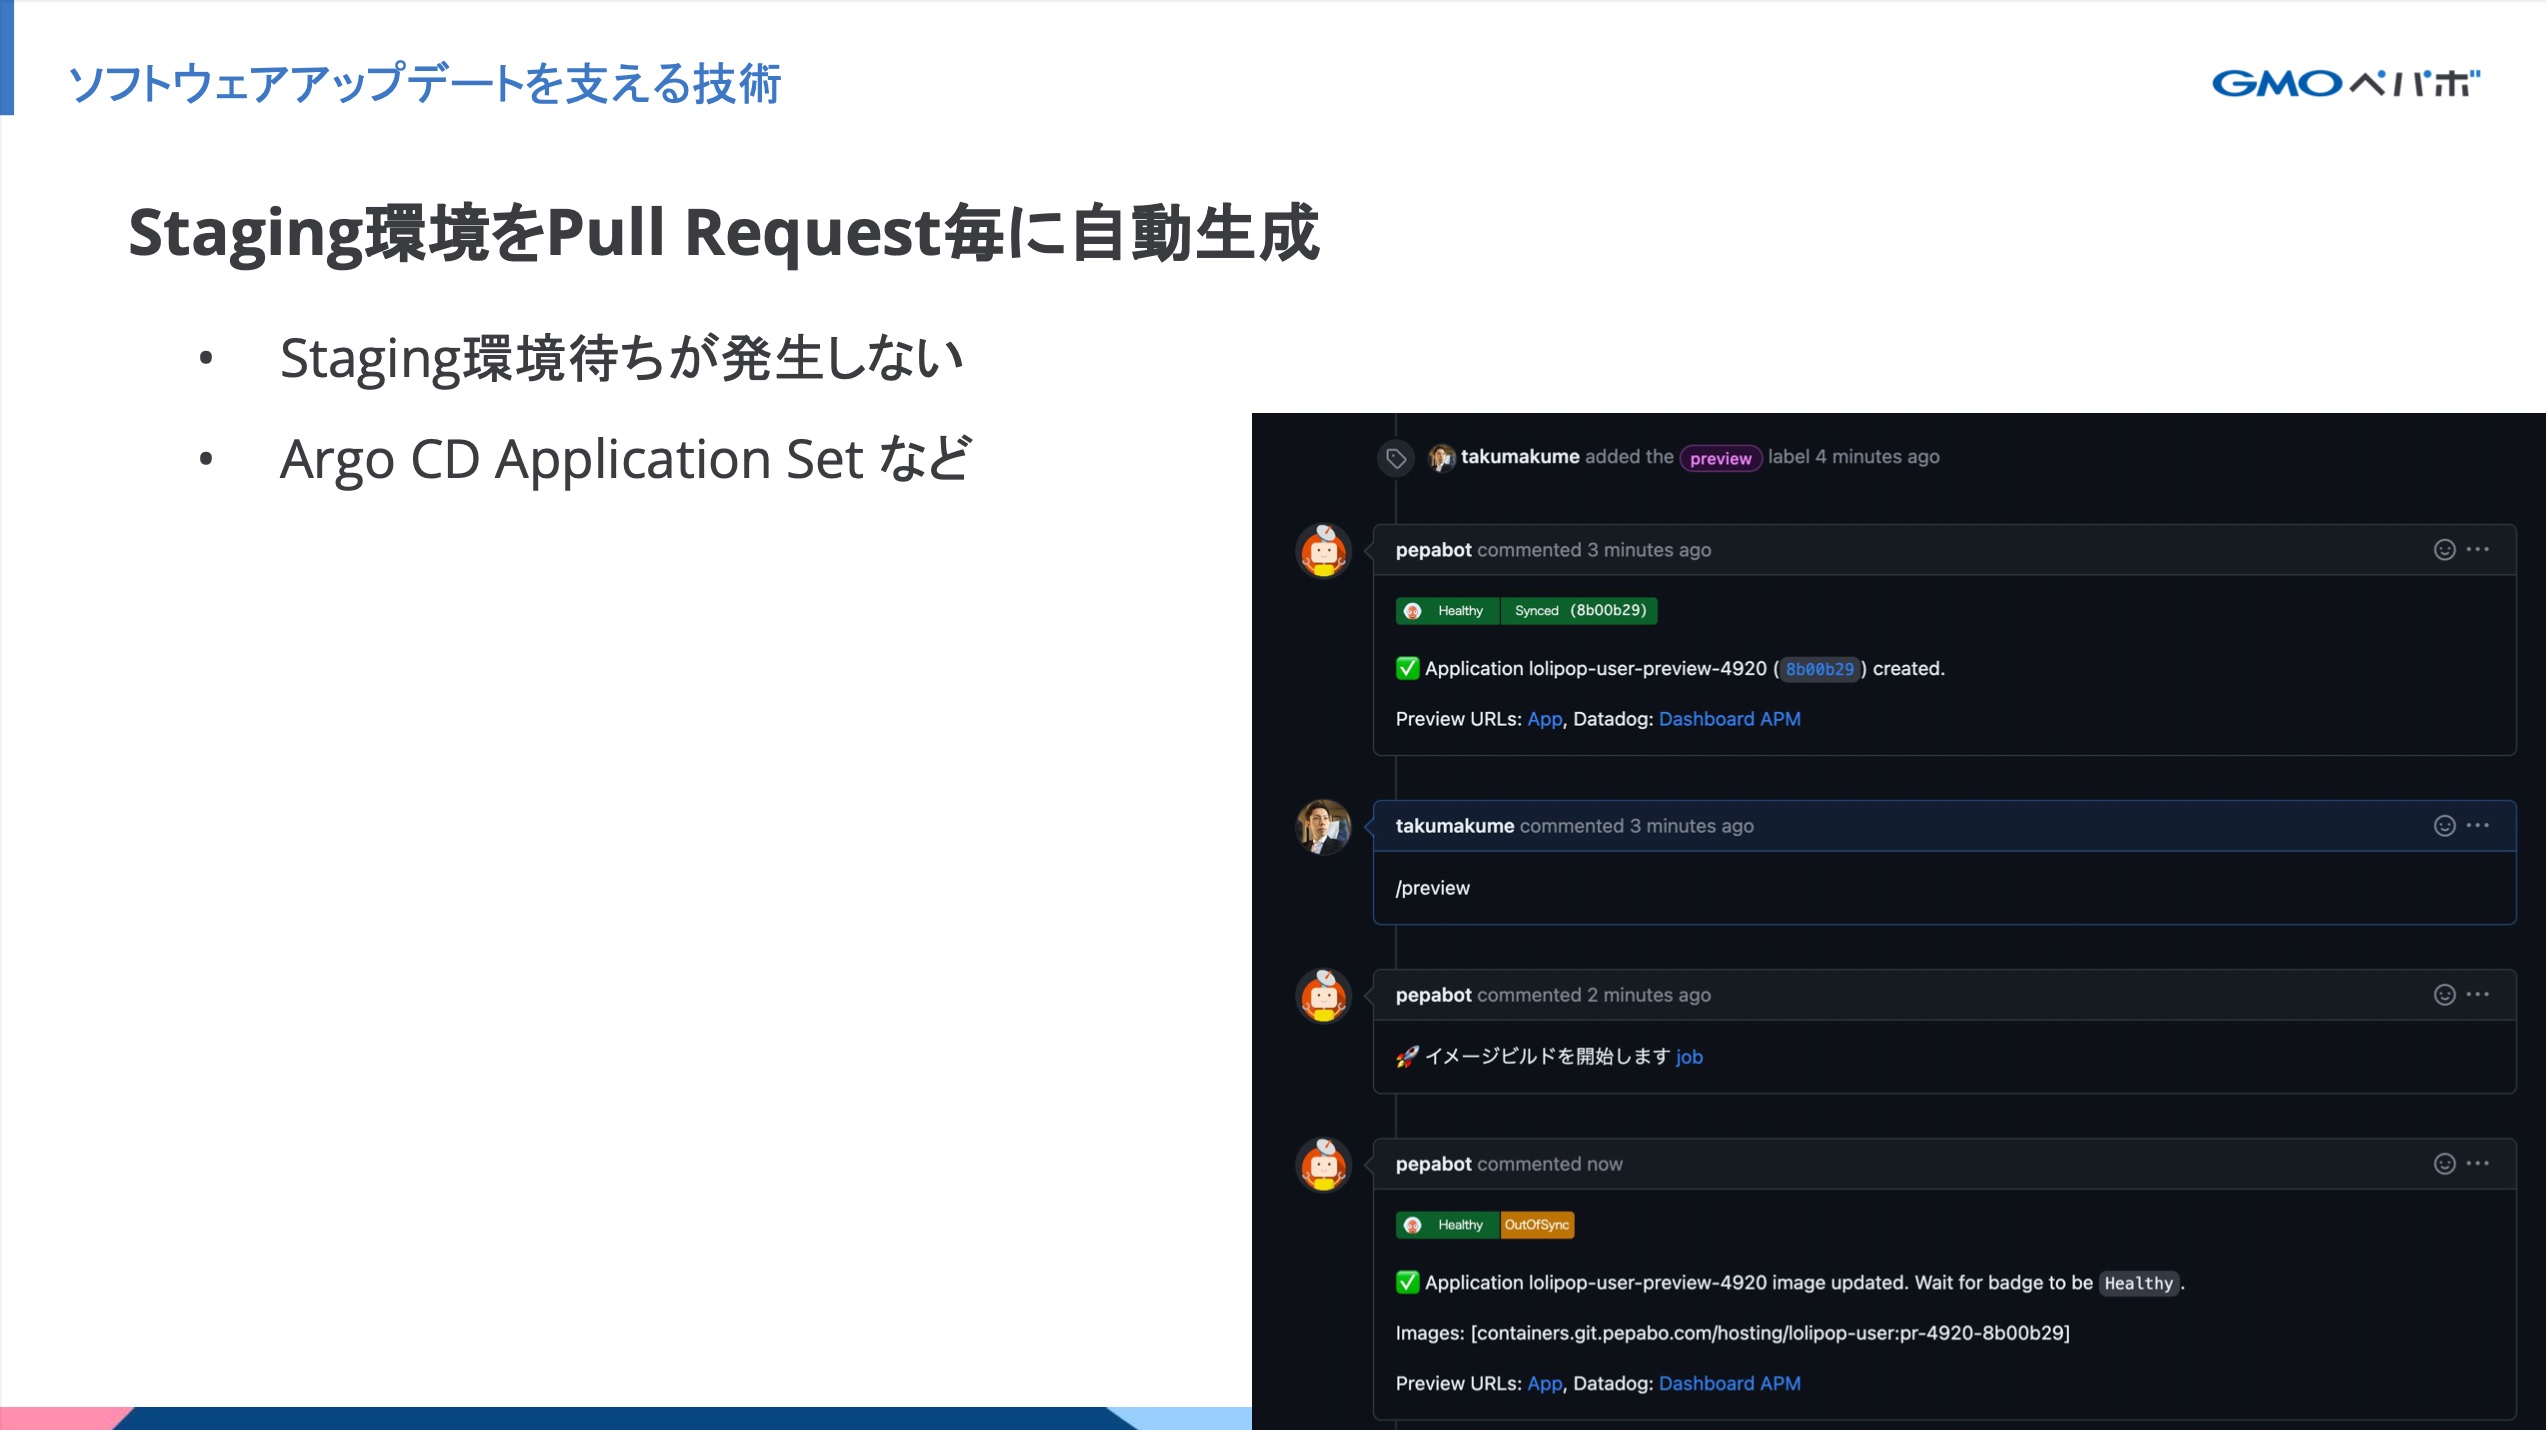 ソフトウェアアップデートを支える技術
GMOペパボ
Staging環境をPull Request毎に自動生成
• Staging環境待ちが発生しない
• Argo CD Application Set など
takumakume added the preview label 4 minutes ago
pepabot commented 3 minutes ago
Healthy Synced (8b00b29)
✅ Application lolipop-user-preview-4920 (8b00b29) created.
Preview URLs: App, Datadog: Dashboard APM
takumakume commented 3 minutes ago
/preview
pepabot commented 2 minutes ago
🚀 イメージビルドを開始します job
pepabot commented now
Healthy OutOfSync
✅ Application lolipop-user-preview-4920 image updated. Wait for badge to be Healthy.
Images: [containers.git.pepabo.com/hosting/lolipop-user:pr-4920-8b00b29]
Preview URLs: App, Datadog: Dashboard APM